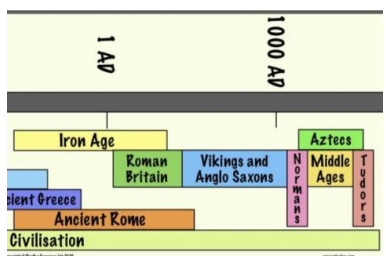 1 AD
1000 AD
Iron Age
Aztecs
Roman
Britain
Vikings and
Anglo Saxons
Normans
Middle
Ages
Tudors
cient Greece
Ancient Rome
Civilisation